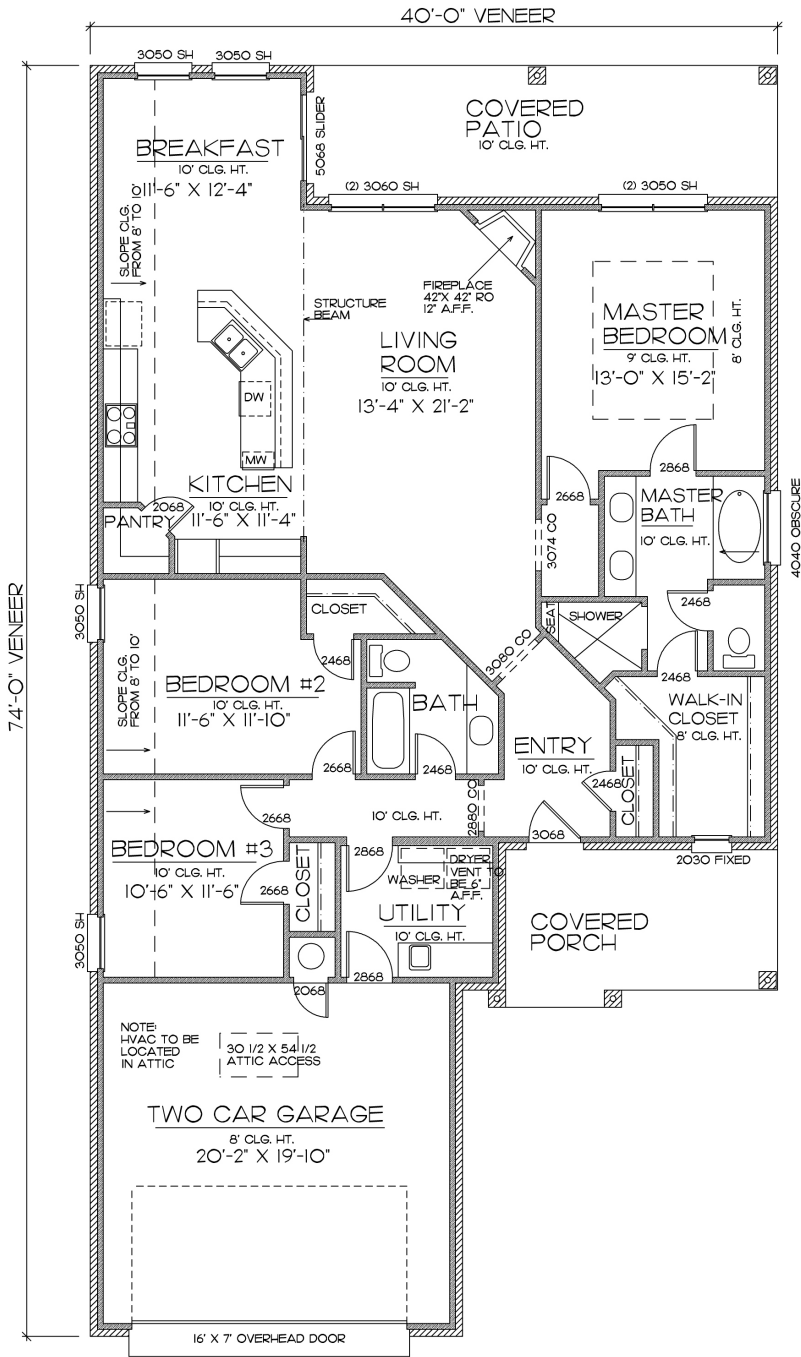 40'-0" VENEER
3050 SH
3050 SH
COVERED
PATIO
10' CLG. HT.
5068 SLIDER
BREAKFAST
10' CLG. HT.
11'-6" X 12'-4"
(2) 3060 SH
(2) 3050 SH
SLOPE CLG.
FROM 8' TO 10'
FIREPLACE
42"X 42" RO
12" A.F.F.
STRUCTURE
BEAM
MASTER
BEDROOM
9' CLG. HT.
13'-0" X 15'-2"
8' CLG. HT.
LIVING
ROOM
10' CLG. HT.
13'-4" X 21'-2"
DW
MW
KITCHEN
10' CLG. HT.
11'-6" X 11'-4"
2068
PANTRY
2868
2668
MASTER
BATH
10' CLG. HT.
4040 OBSCURE
3074 CO
74'-0" VENEER
3050 SH
CLOSET
SEAT
SHOWER
2468
2468
3080 CO
2468
SLOPE CLG.
FROM 8' TO 10'
BEDROOM #2
10' CLG. HT.
11'-6" X 11'-10"
BATH
WALK-IN
CLOSET
8' CLG. HT.
ENTRY
10' CLG. HT.
2668
2468
2468
CLOSET
2880 CO
10' CLG. HT.
2668
3068
BEDROOM #3
10' CLG. HT.
10'-6" X 11'-6"
2868
2030 FIXED
2668
CLOSET
WASHER
DRYER
VENT TO
BE 6"
A.F.F.
UTILITY
10' CLG. HT.
COVERED
PORCH
3050 SH
2868
2068
NOTE:
HVAC TO BE
LOCATED
IN ATTIC
30 1/2 X 54 1/2
ATTIC ACCESS
TWO CAR GARAGE
8' CLG. HT.
20'-2" X 19'-10"
16' X 7' OVERHEAD DOOR